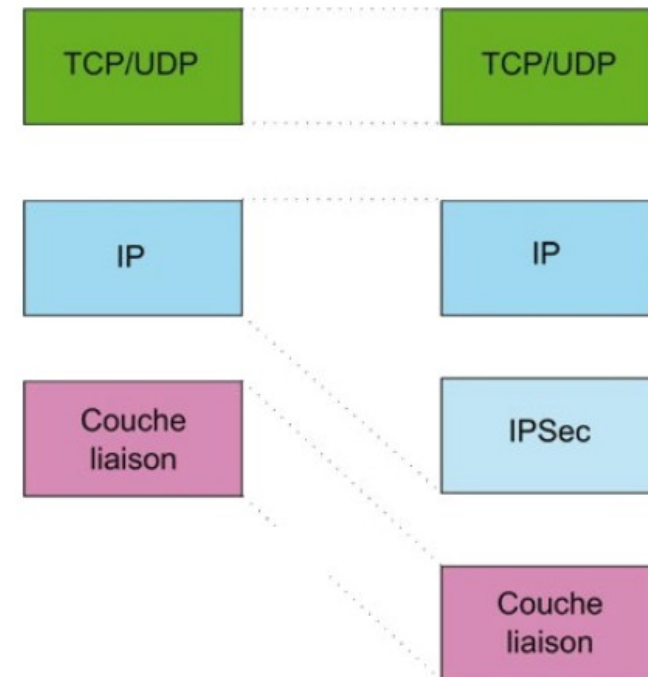 TCP/UDP
TCP/UDP
IP
IP
Couche
liaison
IPSec
Couche
liaison